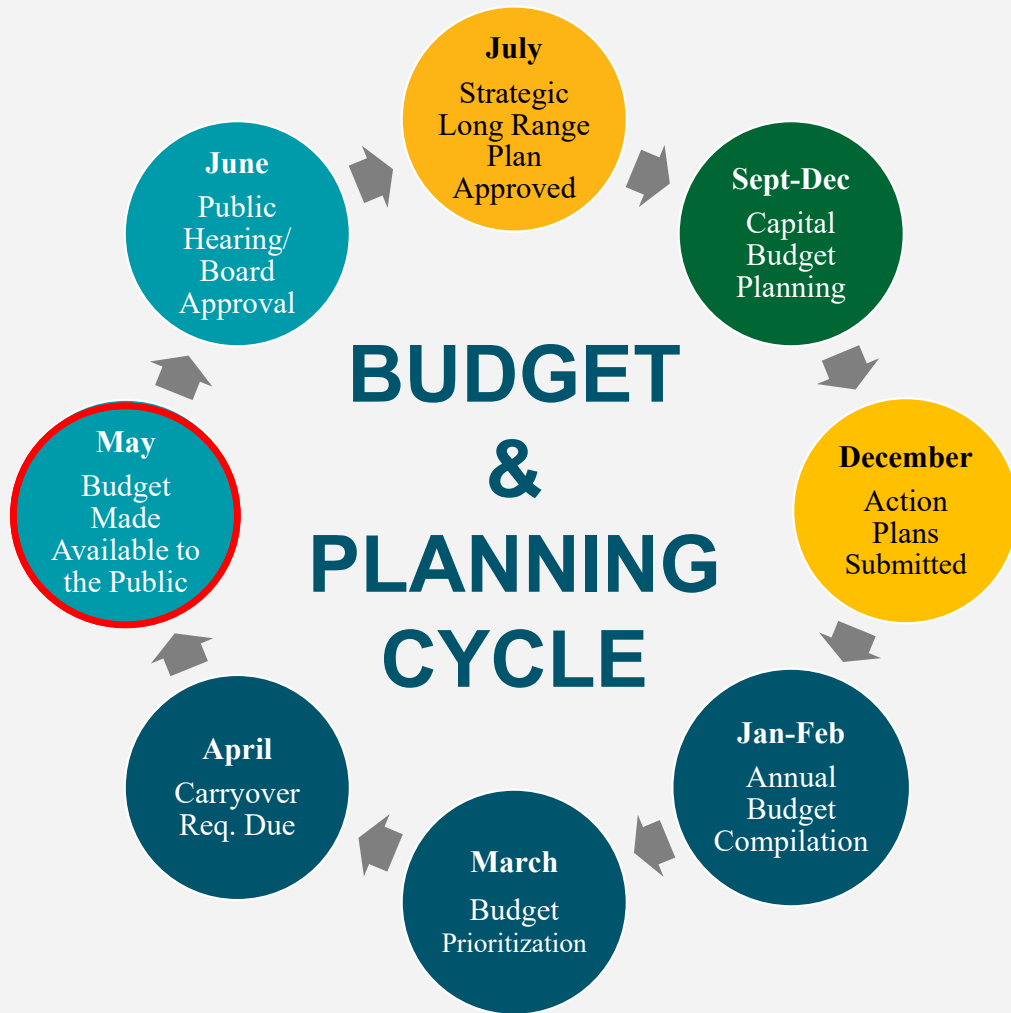 July
Strategic
Long Range
Plan
Approved
Sept-Dec
Capital
Budget
Planning
December
Action
Plans
Submitted
Jan-Feb
Annual
Budget
Compilation
March
Budget
Prioritization
April
Carryover
Req. Due
May
Budget
Made
Available to
the Public
June
Public
Hearing/
Board
Approval
BUDGET
&
PLANNING
CYCLE